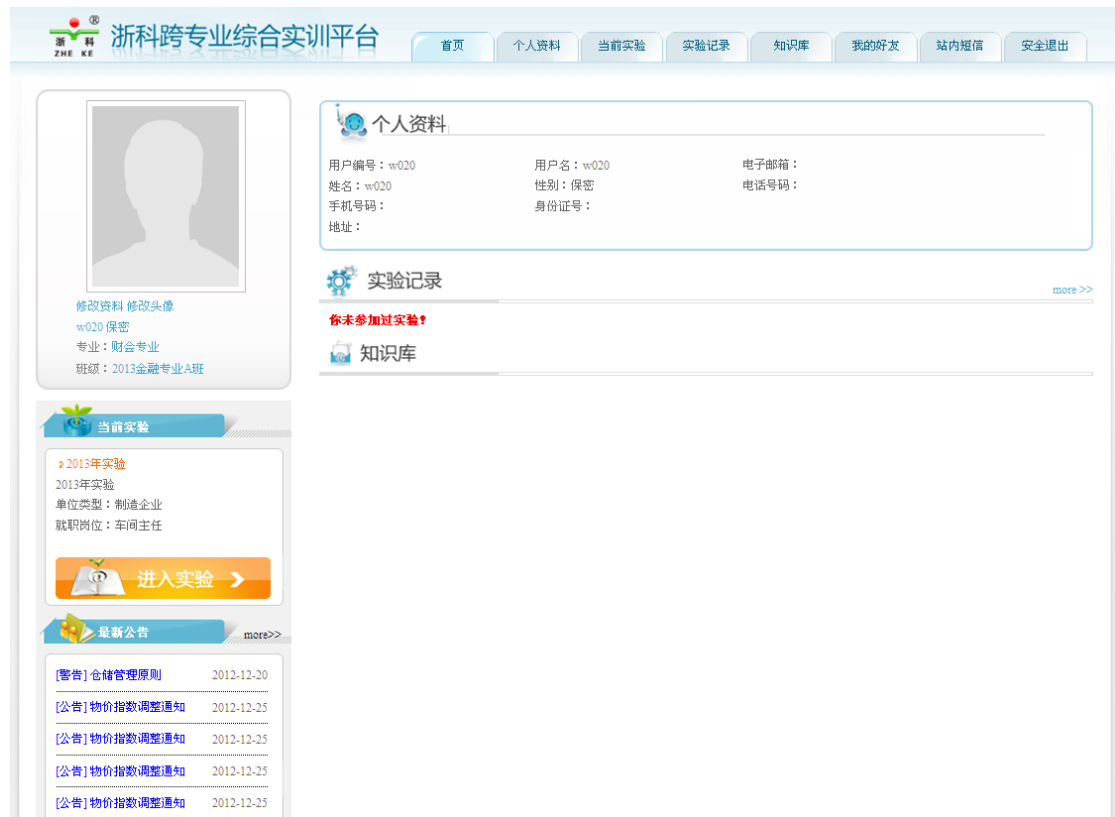 浙 科 ®
ZHE KE
浙科跨专业综合实训平台
首页 个人资料 当前实验 实验记录 知识库 我的好友 站内短信 安全退出
修改资料 修改头像
w020 保密
专业：财会专业
班级：2013金融专业A班
当前实验
2013年实验
2013年实验
单位类型：制造企业
就职岗位：车间主任
进入实验
最新公告 more>>
[警告] 仓储管理原则 2012-12-20
[公告] 物价指数调整通知 2012-12-25
[公告] 物价指数调整通知 2012-12-25
[公告] 物价指数调整通知 2012-12-25
[公告] 物价指数调整通知 2012-12-25
个人资料
用户编号：w020 用户名：w020 电子邮箱：
姓名：w020 性别：保密 电话号码：
手机号码： 身份证号：
地址：
实验记录 more >>
你未参加过实验！
知识库